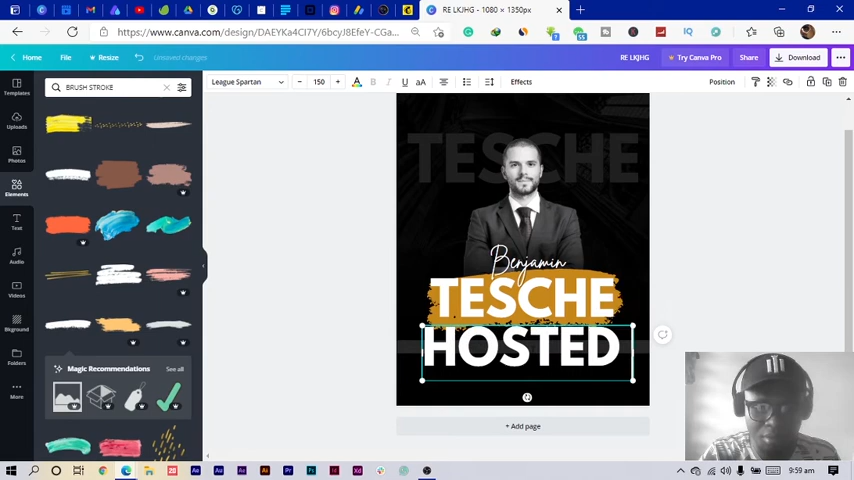 RE LKJHG - 1080 × 1350px
https://www.canva.com/design/DAEYKa4CI7Y/6bcyJ8EfeY-CGa...
Home
File
Resize
Unsaved changes
RE LKJHG
Try Canva Pro
Share
Download
League Spartan
150
B
I
U
aA
Effects
Position
BRUSH STROKE
Templates
Uploads
Photos
Elements
Text
Audio
Videos
Bkground
Folders
More
Magic Recommendations
See all
TESCHE
Benjamin
TESCHE
HOSTED
+ Add page
9:59 am